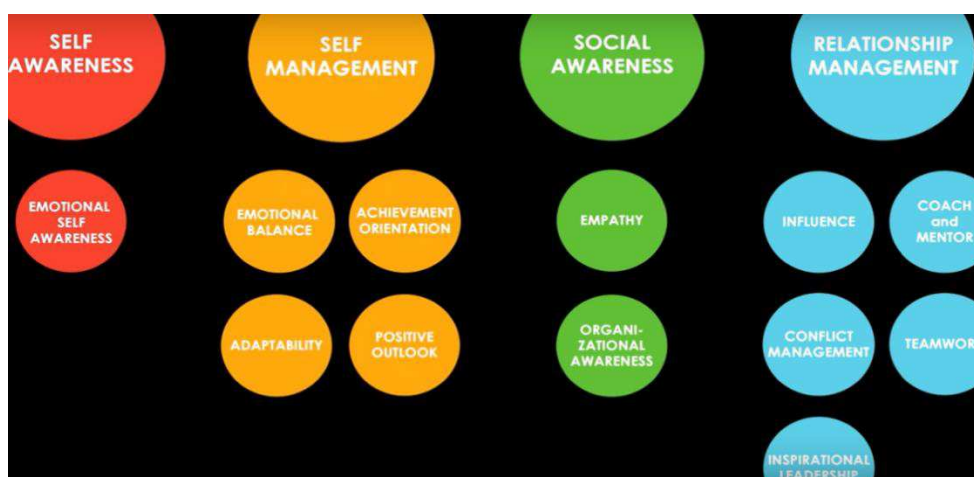 SELF
AWARENESS
SELF
MANAGEMENT
SOCIAL
AWARENESS
RELATIONSHIP
MANAGEMENT
EMOTIONAL
SELF
AWARENESS
EMOTIONAL
BALANCE
ACHIEVEMENT
ORIENTATION
EMPATHY
INFLUENCE
COACH
and
MENTOR
ADAPTABILITY
POSITIVE
OUTLOOK
ORGANI-
ZATIONAL
AWARENESS
CONFLICT
MANAGEMENT
TEAMWOR
INSPIRATIONAL
LEADERSHIP